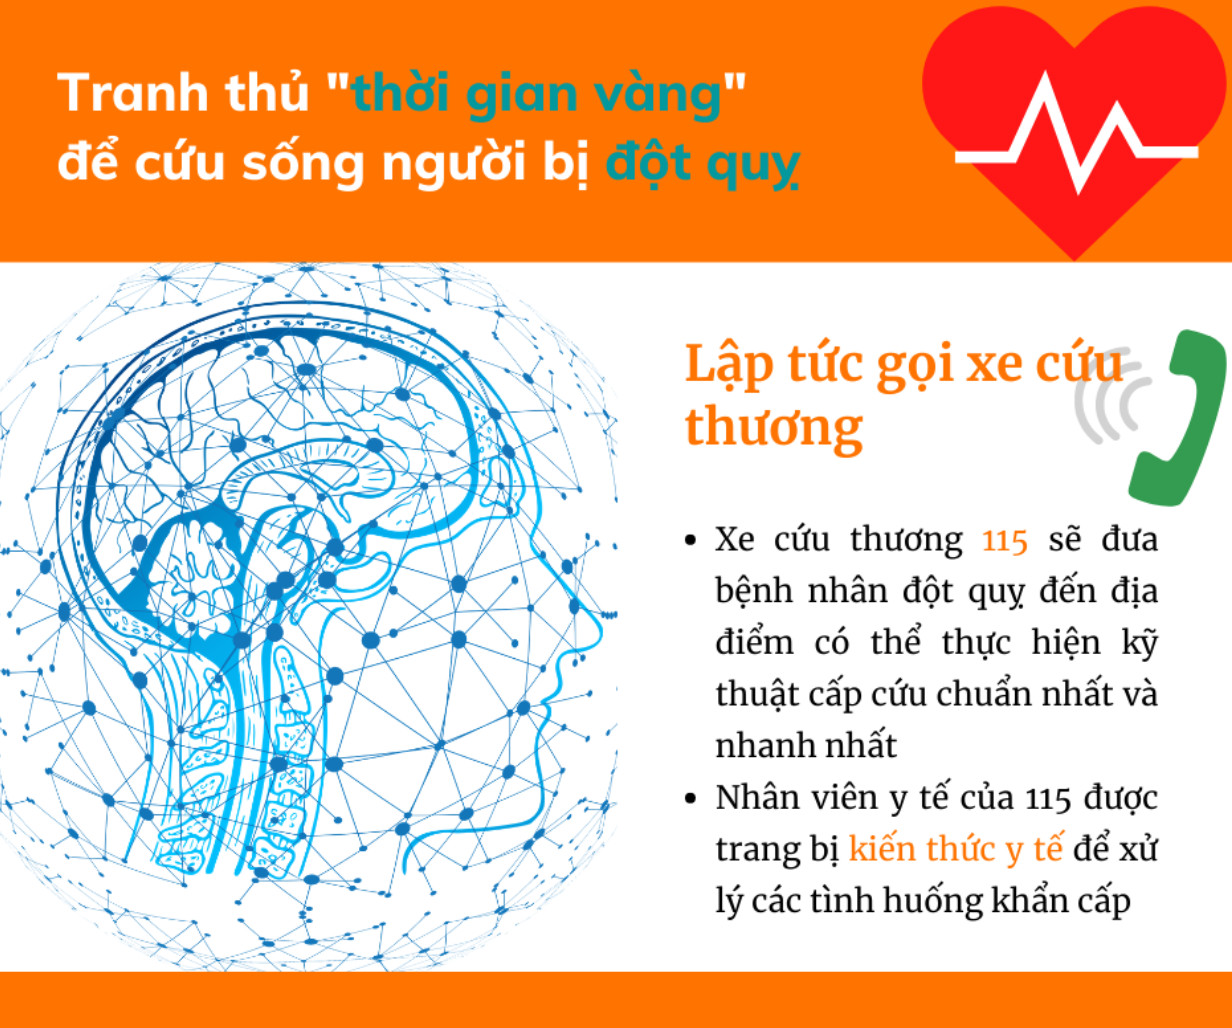 Tranh thủ "thời gian vàng"
để cứu sống người bị đột quỵ
Lập tức gọi xe cứu
thương
• Xe cứu thương 115 sẽ đưa
bệnh nhân đột quỵ đến địa
điểm có thể thực hiện kỹ
thuật cấp cứu chuẩn nhất và
nhanh nhất
• Nhân viên y tế của 115 được
trang bị kiến thức y tế để xử
lý các tình huống khẩn cấp